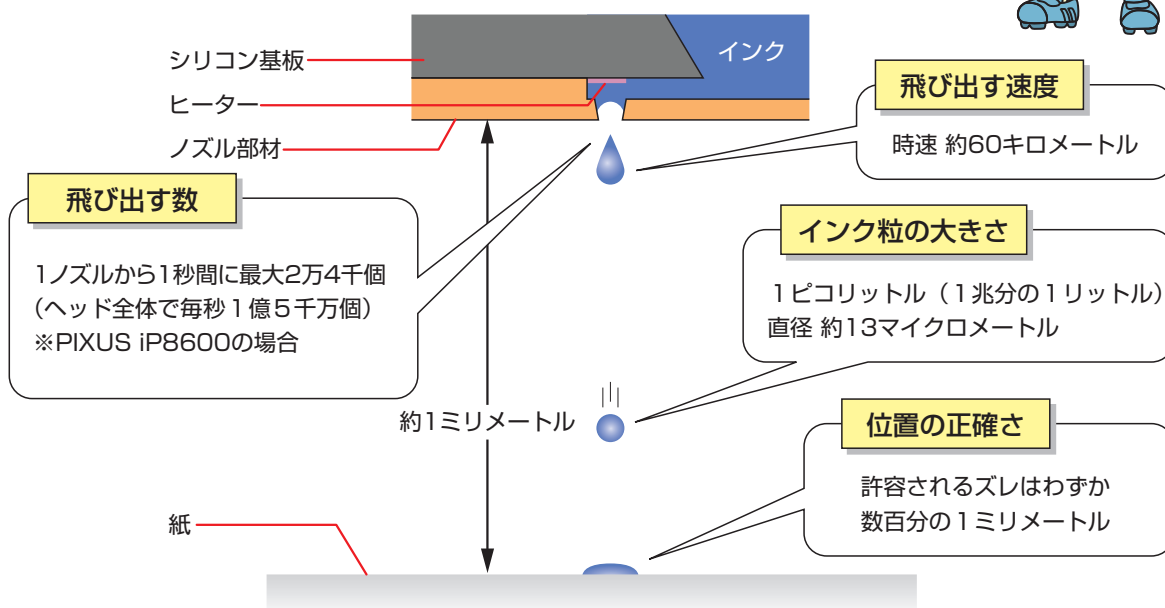 シリコン基板
ヒーター
ノズル部材
インク
飛び出す速度
時速 約60キロメートル
飛び出す数
1ノズルから1秒間に最大2万4千個
(ヘッド全体で毎秒1億5千万個)
※PIXUS iP8600の場合
インク粒の大きさ
1ピコリットル（1兆分の1リットル）
直径 約13マイクロメートル
約1ミリメートル
位置の正確さ
許容されるズレはわずか
数百分の1ミリメートル
紙